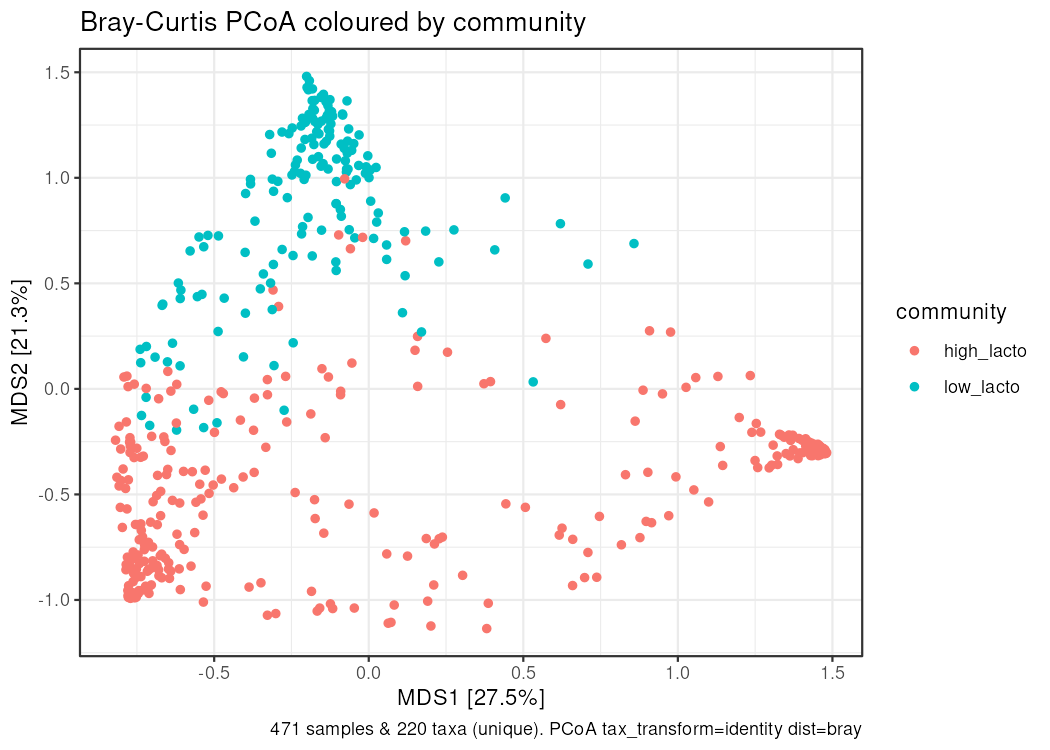 Bray-Curtis PCoA coloured by community
MDS2 [21.3%]
1.5
1.0
0.5
0.0
-0.5
-1.0
-0.5
0.0
0.5
1.0
1.5
MDS1 [27.5%]
community
high_lacto
low_lacto
471 samples & 220 taxa (unique). PCoA tax_transform=identity dist=bray